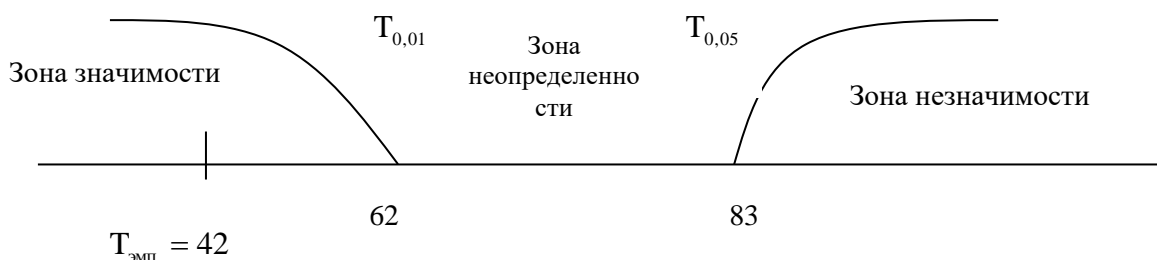 T0,01
T0,05
Зона значимости
Зона
неопределенно
сти
Зона незначимости
62
83
Tэмп = 42